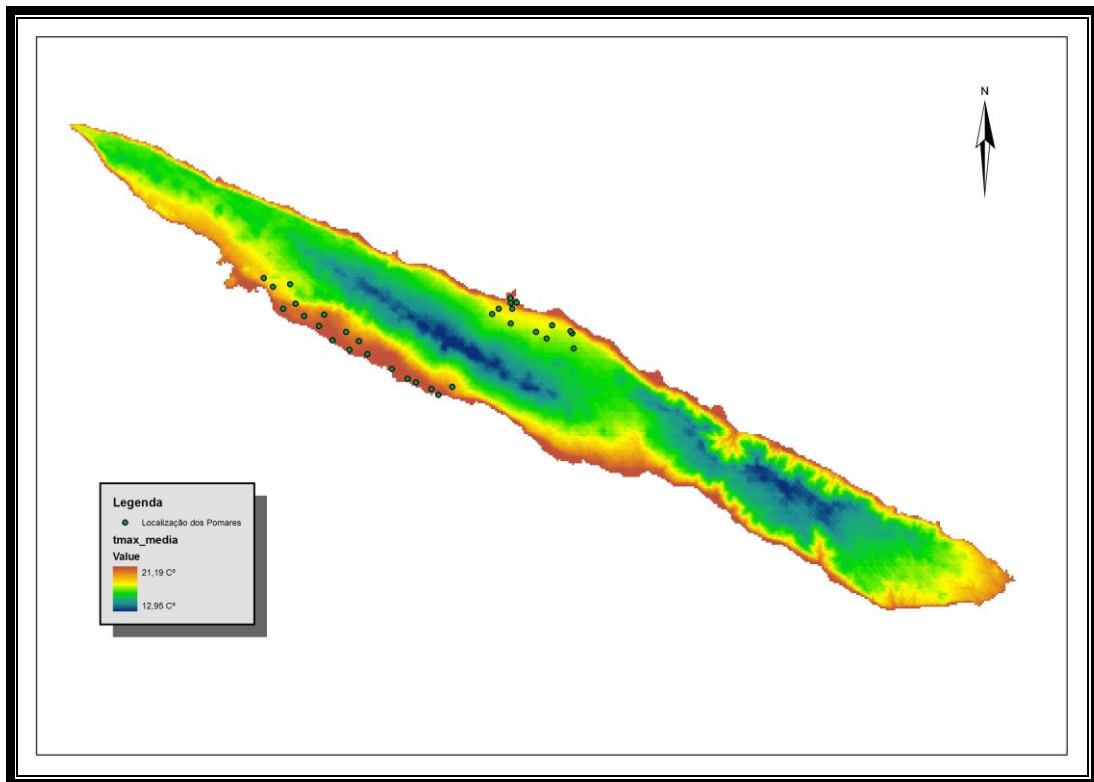 N
Legenda
Localização dos Pomares
tmax_media
Value
21,19 Cº
12,95 Cº